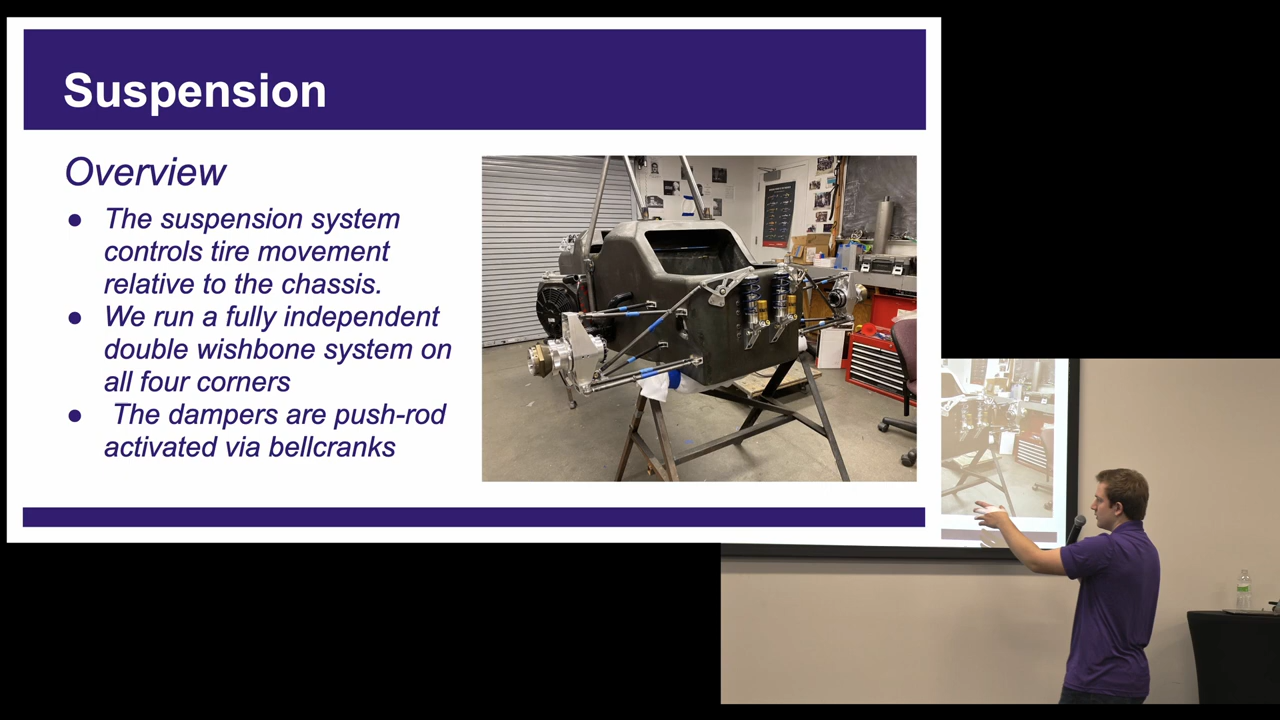 Suspension
Overview
● The suspension system
controls tire movement
relative to the chassis.
● We run a fully independent
double wishbone system on
all four corners
● The dampers are push-rod
activated via bellcranks